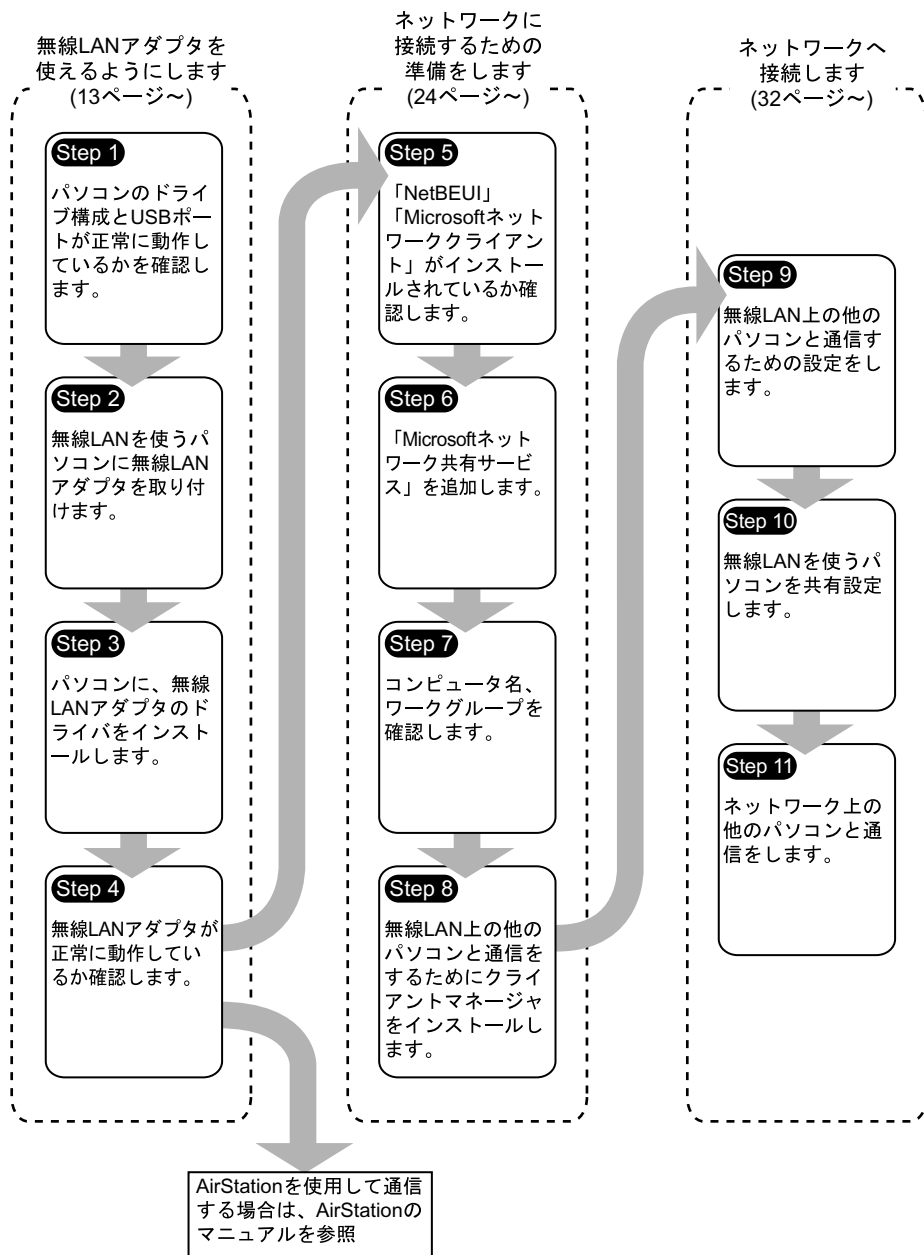 無線LANアダプタを
使えるようにします
(13ページ～)
Step 1
パソコンのドライ
ブ構成とUSBポー
トが正常に動作し
ているかを確認し
ます。
Step 2
無線LANを使うパ
ソコンに無線LAN
アダプタを取り付
けます。
Step 3
パソコンに、無線
LANアダプタのド
ライバをインスト
ールします。
Step 4
無線LANアダプタが
正常に動作してい
るか確認します。
AirStationを使用して通信
する場合は、AirStationの
マニュアルを参照
ネットワークに
接続するための
準備をします
(24ページ～)
Step 5
「NetBEUI」
「Microsoftネット
ワーククライアン
ト」がインストー
ルされているか確
認します。
Step 6
「Microsoftネット
ワーク共有サービ
ス」を追加します。
Step 7
コンピュータ名、
ワークグループを
確認します。
Step 8
無線LAN上の他の
パソコンと通信を
するためにクライ
アントマネージャ
をインストールし
ます。
ネットワークへ
接続します
(32ページ～)
Step 9
無線LAN上の他の
パソコンと通信す
るための設定をし
ます。
Step 10
無線LANを使うパ
ソコンを共有設定
します。
Step 11
ネットワーク上の
他のパソコンと通
信をします。